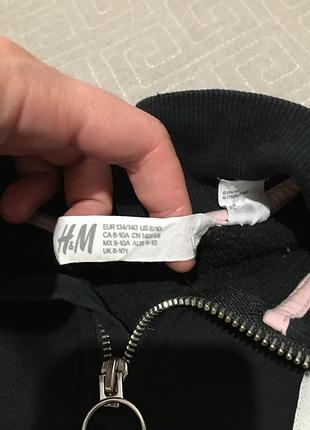 H&M
EUR 134/140 US 8/10
CA 8-10A CN 140/68
MX 8-10A AUS 9-10
UK 8-10Y